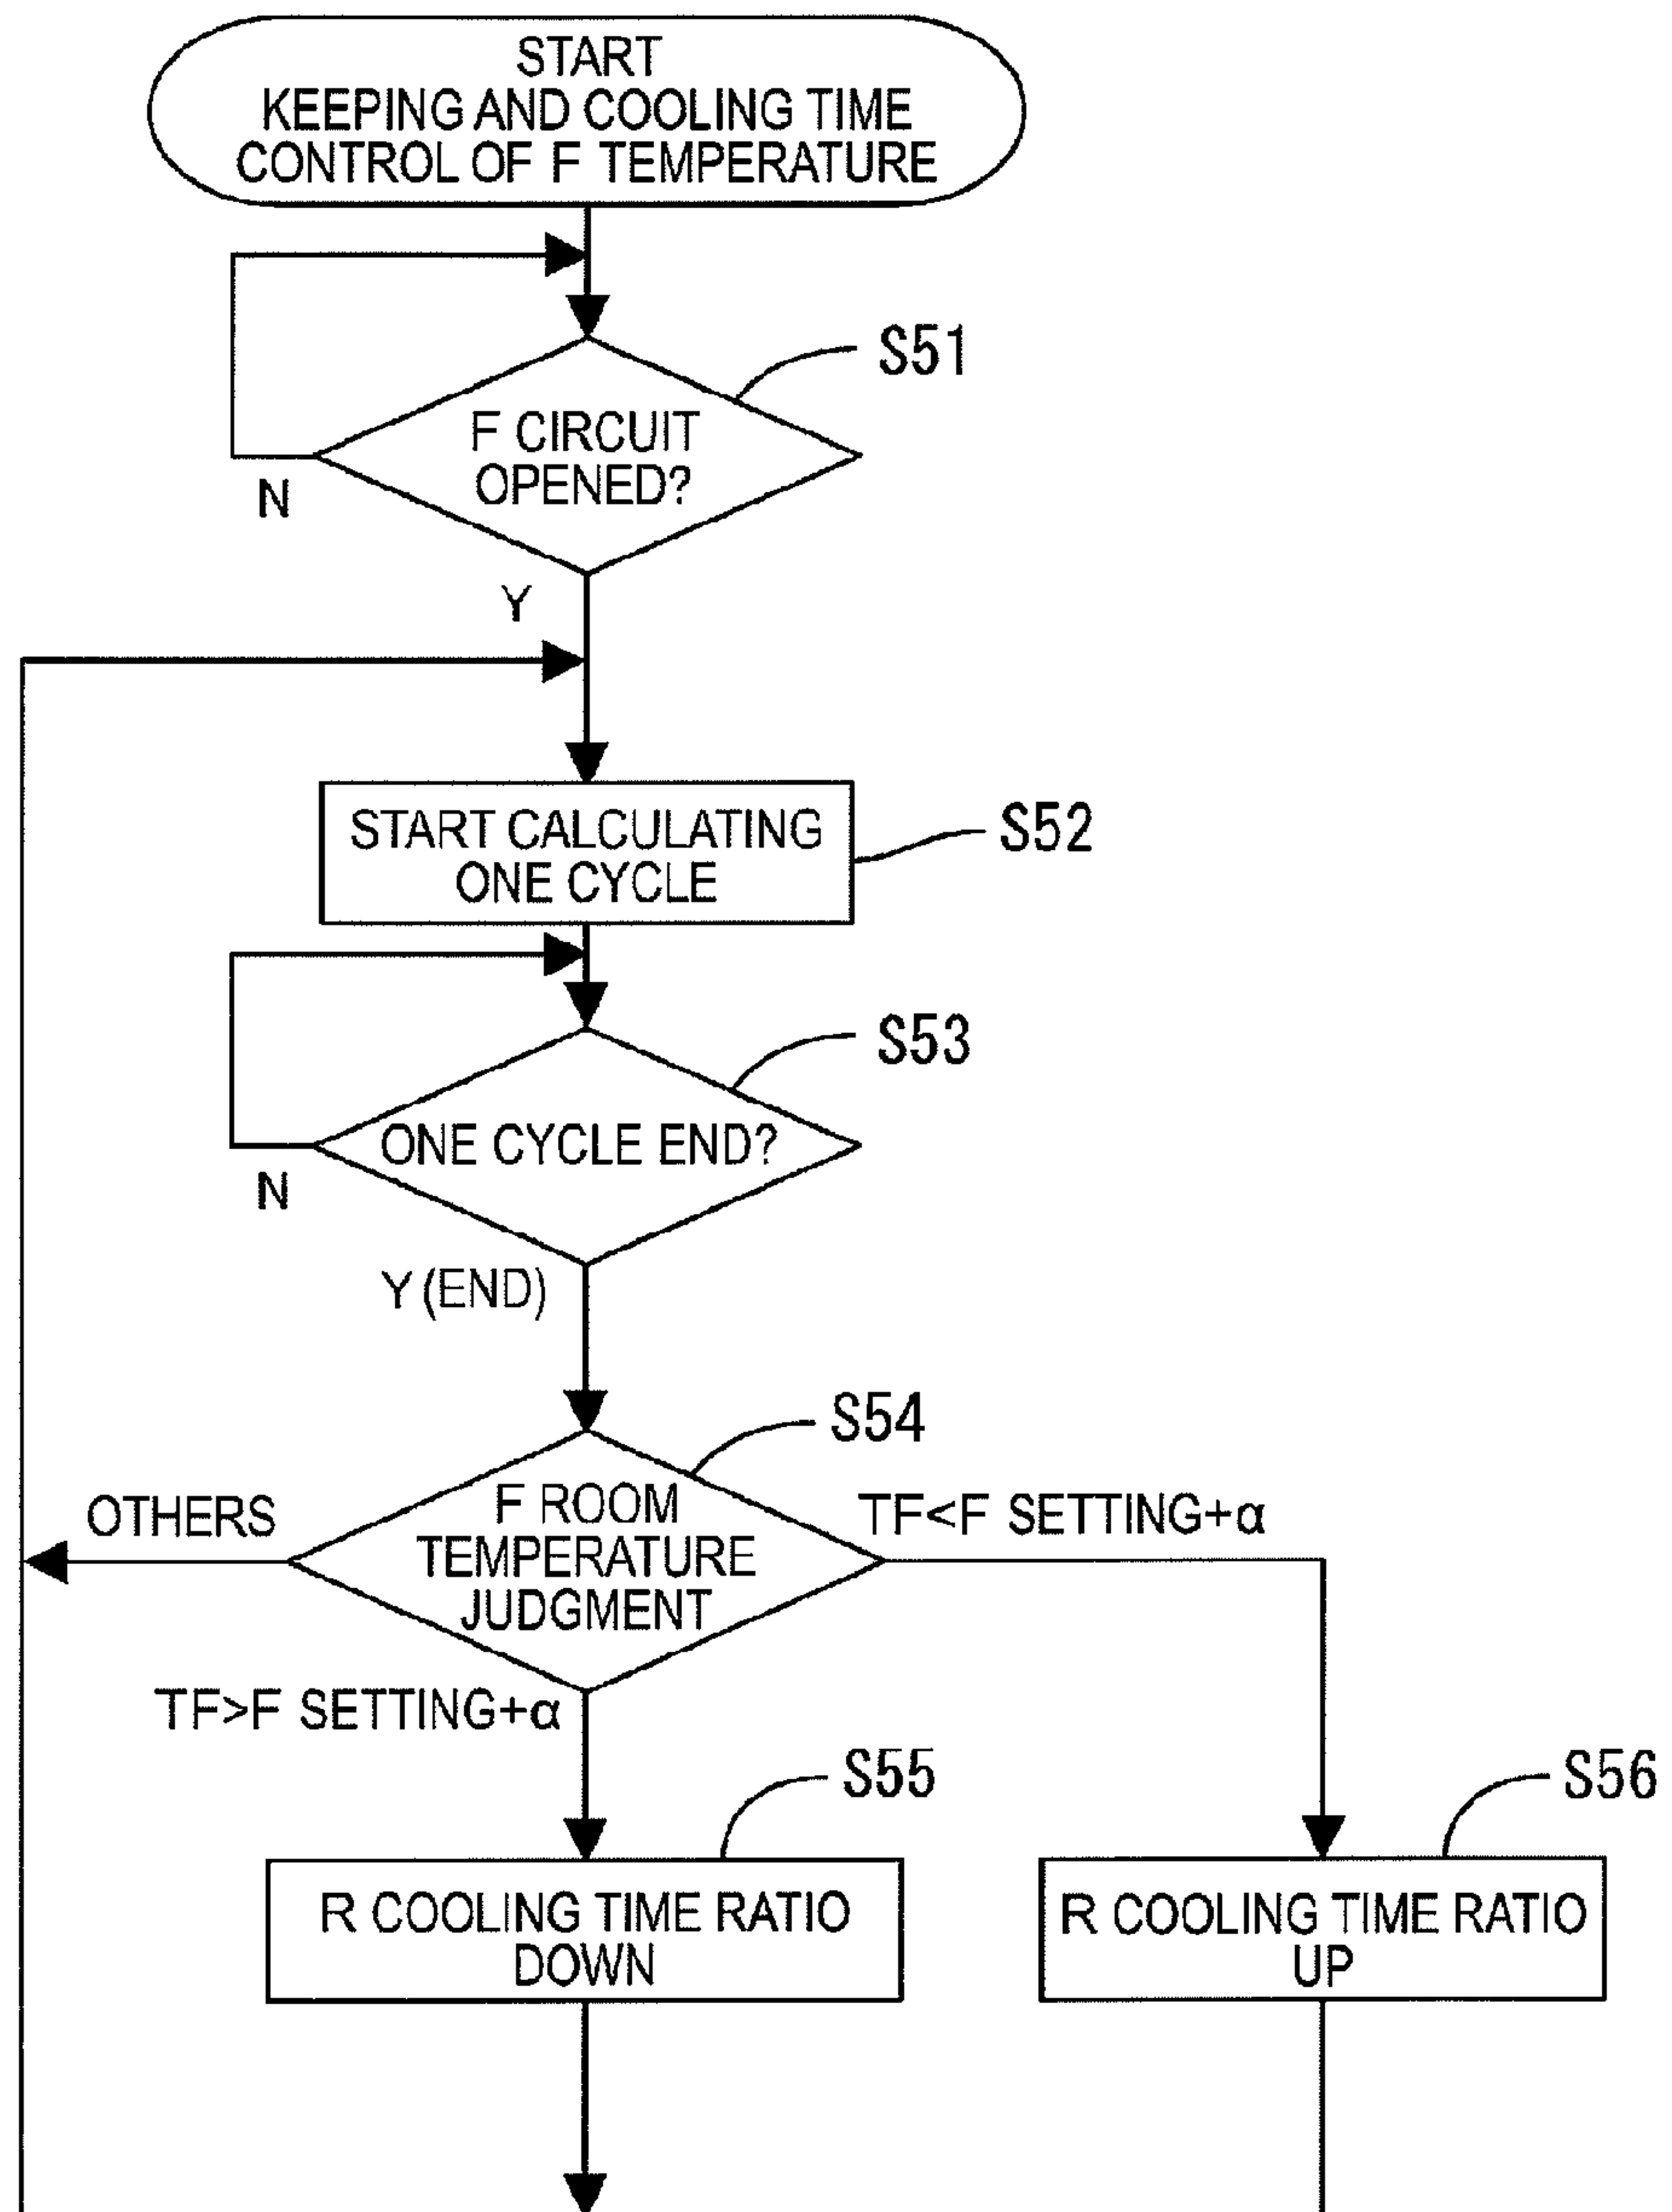 START
KEEPING AND COOLING TIME
CONTROL OF F TEMPERATURE
S51
F CIRCUIT
OPENED?
N
Y
START CALCULATING
ONE CYCLE
S52
S53
ONE CYCLE END?
N
Y (END)
S54
OTHERS
F ROOM
TEMPERATURE
JUDGMENT
TF<F SETTING+α
TF>F SETTING+α
S55
S56
R COOLING TIME RATIO
DOWN
R COOLING TIME RATIO
UP